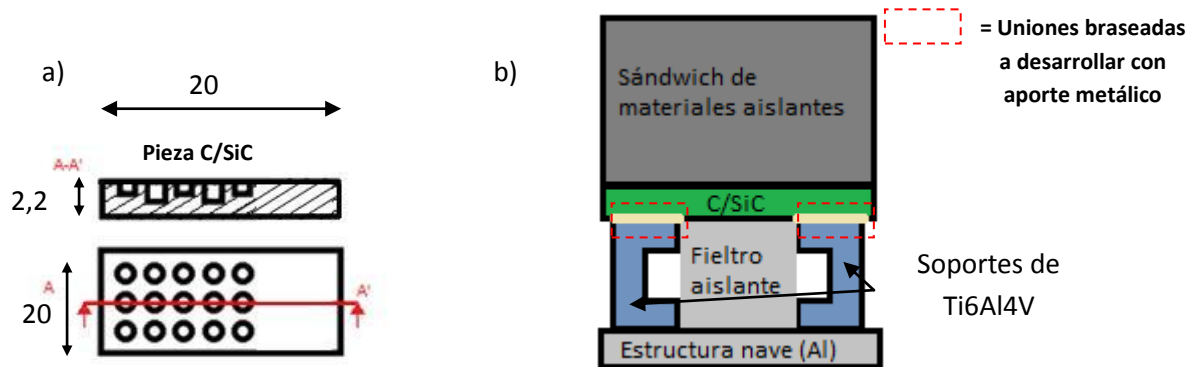 a)
20
Pieza C/SiC
A-A'
2,2
20
A
A'
b)
Sándwich de
materiales aislantes
C/SiC
Fieltro
aislante
Estructura nave (Al)
= Uniones braseadas
a desarrollar con
aporte metálico
Soportes de
Ti6Al4V